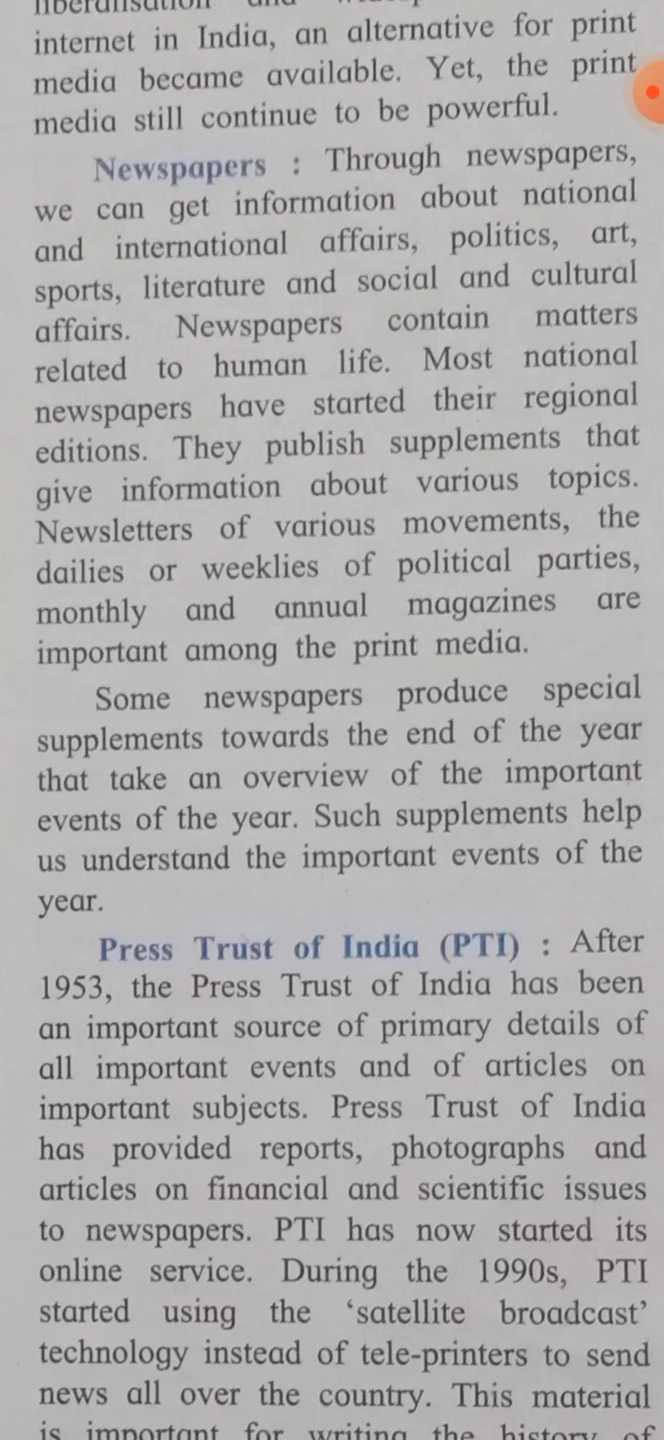 internet in India, an alternative for print
media became available. Yet, the print
media still continue to be powerful.
Newspapers : Through newspapers,
we can get information about national
and international affairs, politics, art,
sports, literature and social and cultural
affairs. Newspapers contain matters
related to human life. Most national
newspapers have started their regional
editions. They publish supplements that
give information about various topics.
Newsletters of various movements, the
dailies or weeklies of political parties,
monthly and annual magazines are
important among the print media.
Some newspapers produce special
supplements towards the end of the year
that take an overview of the important
events of the year. Such supplements help
us understand the important events of the
year.
Press Trust of India (PTI) : After
1953, the Press Trust of India has been
an important source of primary details of
all important events and of articles on
important subjects. Press Trust of India
has provided reports, photographs and
articles on financial and scientific issues
to newspapers. PTI has now started its
online service. During the 1990s, PTI
started using the ‘satellite broadcast’
technology instead of tele-printers to send
news all over the country. This material
is important for writing the history of